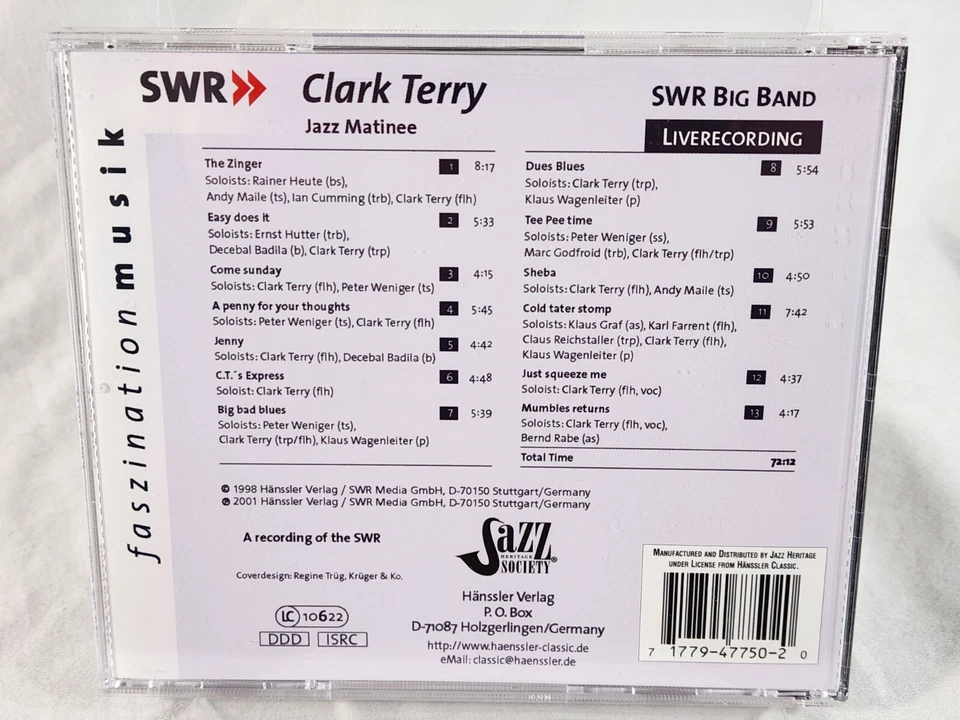 SWR»
Clark Terry
Jazz Matinee
SWR BIG BAND
LIVERECORDING
faszinationmusik
The Zinger 1 8:17
Soloists: Rainer Heute (bs),
Andy Maile (ts), Ian Cumming (trb), Clark Terry (flh)
Easy does it 2 5:33
Soloists: Ernst Hutter (trb),
Decebal Badila (b), Clark Terry (trp)
Come sunday 3 4:15
Soloists: Clark Terry (flh), Peter Weniger (ts)
A penny for your thoughts 4 5:45
Soloists: Peter Weniger (ts), Clark Terry (flh)
Jenny 5 4:42
Soloists: Clark Terry (flh), Decebal Badila (b)
C.T.´s Express 6 4:48
Soloist: Clark Terry (flh)
Big bad blues 7 5:39
Soloists: Peter Weniger (ts),
Clark Terry (trp/flh), Klaus Wagenleiter (p)
Dues Blues 8 5:54
Soloists: Clark Terry (trp),
Klaus Wagenleiter (p)
Tee Pee time 9 5:53
Soloists: Peter Weniger (ss),
Marc Godfroid (trb), Clark Terry (flh/trp)
Sheba 10 4:50
Soloists: Clark Terry (flh), Andy Maile (ts)
Cold tater stomp 11 7:42
Soloists: Klaus Graf (as), Karl Farrent (flh),
Claus Reichstaller (trp), Clark Terry (flh),
Klaus Wagenleiter (p)
Just squeeze me 12 4:37
Soloist: Clark Terry (flh, voc)
Mumbles returns 13 4:17
Soloists: Clark Terry (flh, voc),
Bernd Rabe (as)
Total Time 72:12
© 1998 Hänssler Verlag / SWR Media GmbH, D-70150 Stuttgart/Germany
℗ 2001 Hänssler Verlag / SWR Media GmbH, D-70150 Stuttgart/Germany
A recording of the SWR
Coverdesign: Regine Trüg, Krüger & Ko.
LC 10622
DDD ISRC
Jazz
HERITAGE
SOCIETY®
Hänssler Verlag
P. O. Box
D-71087 Holzgerlingen/Germany
http://www.haenssler-classic.de
eMail: classic@haenssler.de
MANUFACTURED AND DISTRIBUTED BY JAZZ HERITAGE
UNDER LICENSE FROM HÄNSSLER CLASSIC.
7 1779-47750-2 0